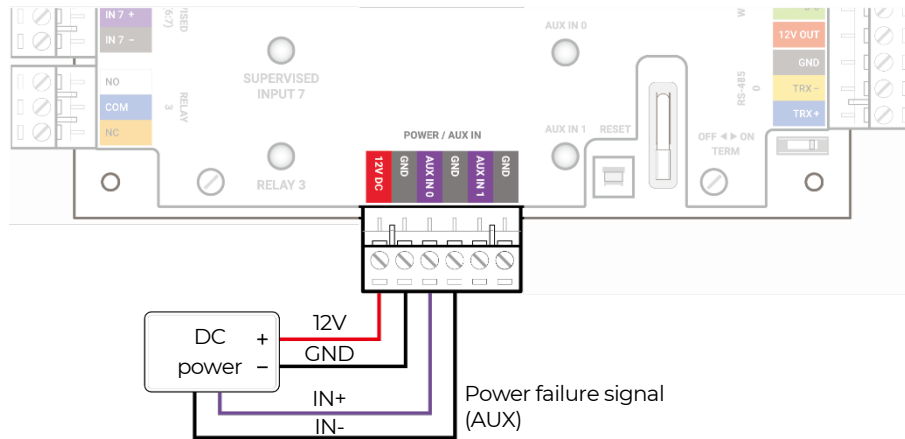 IN 7 +
IN 7 −
NO
COM
NC
RELAY
3
SUPERVISED
INPUT 7
RELAY 3
POWER / AUX IN
12V DC
GND
AUX IN 0
GND
AUX IN 1
GND
AUX IN 0
AUX IN 1
RESET
OFF ◄ ► ON
TERM
12V OUT
GND
TRX −
TRX +
RS-485
0
W
DC
power
+
−
12V
GND
IN+
IN-
Power failure signal
(AUX)